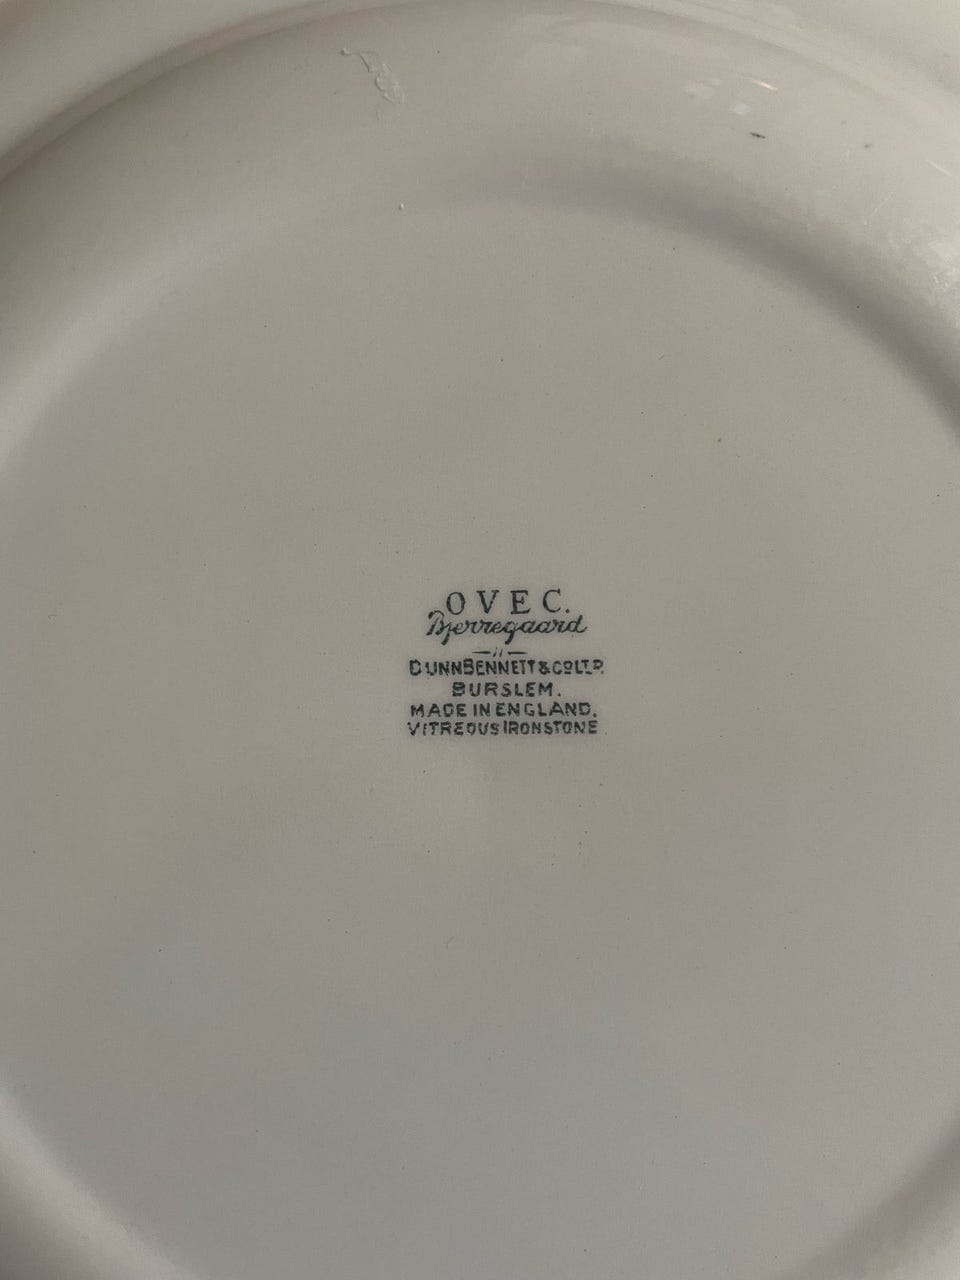 OVEC.
Bjerregaard
DUNN BENNETT & CO LTD.
BURSLEM.
MADE IN ENGLAND.
VITREOUS IRONSTONE